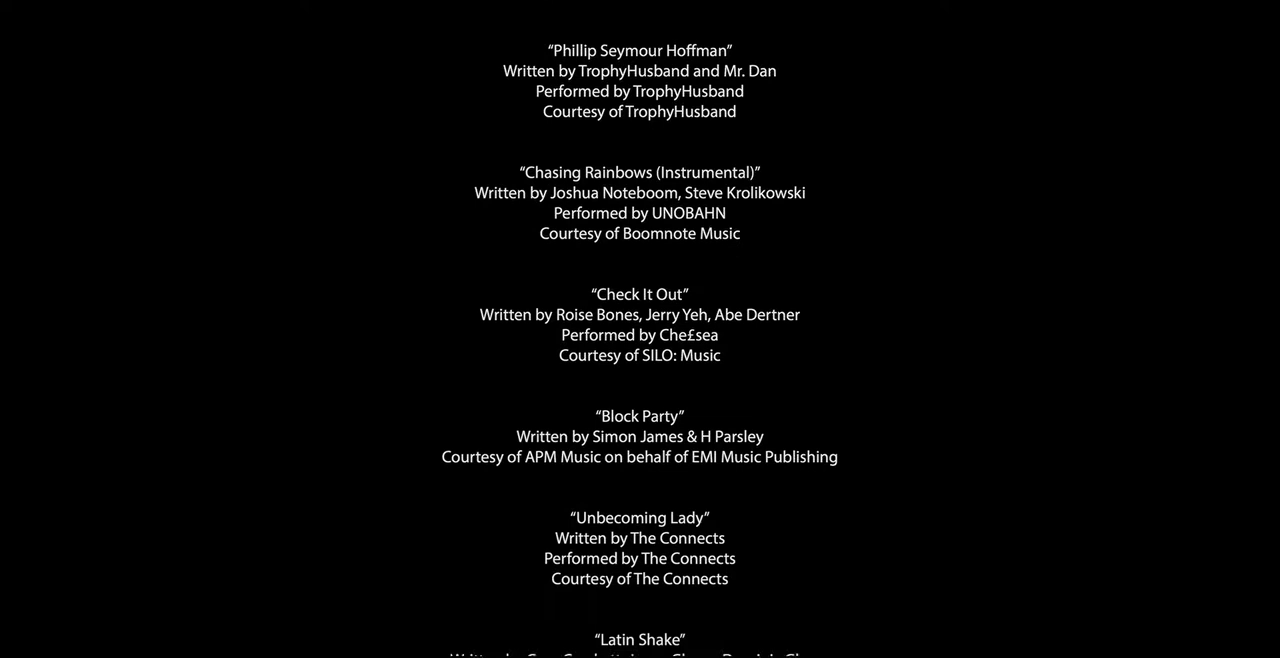 “Phillip Seymour Hoffman”
Written by TrophyHusband and Mr. Dan
Performed by TrophyHusband
Courtesy of TrophyHusband
“Chasing Rainbows (Instrumental)”
Written by Joshua Noteboom, Steve Krolikowski
Performed by UNOBAHN
Courtesy of Boomnote Music
“Check It Out”
Written by Roise Bones, Jerry Yeh, Abe Dertner
Performed by Che£sea
Courtesy of SILO: Music
“Block Party”
Written by Simon James & H Parsley
Courtesy of APM Music on behalf of EMI Music Publishing
“Unbecoming Lady”
Written by The Connects
Performed by The Connects
Courtesy of The Connects
“Latin Shake”